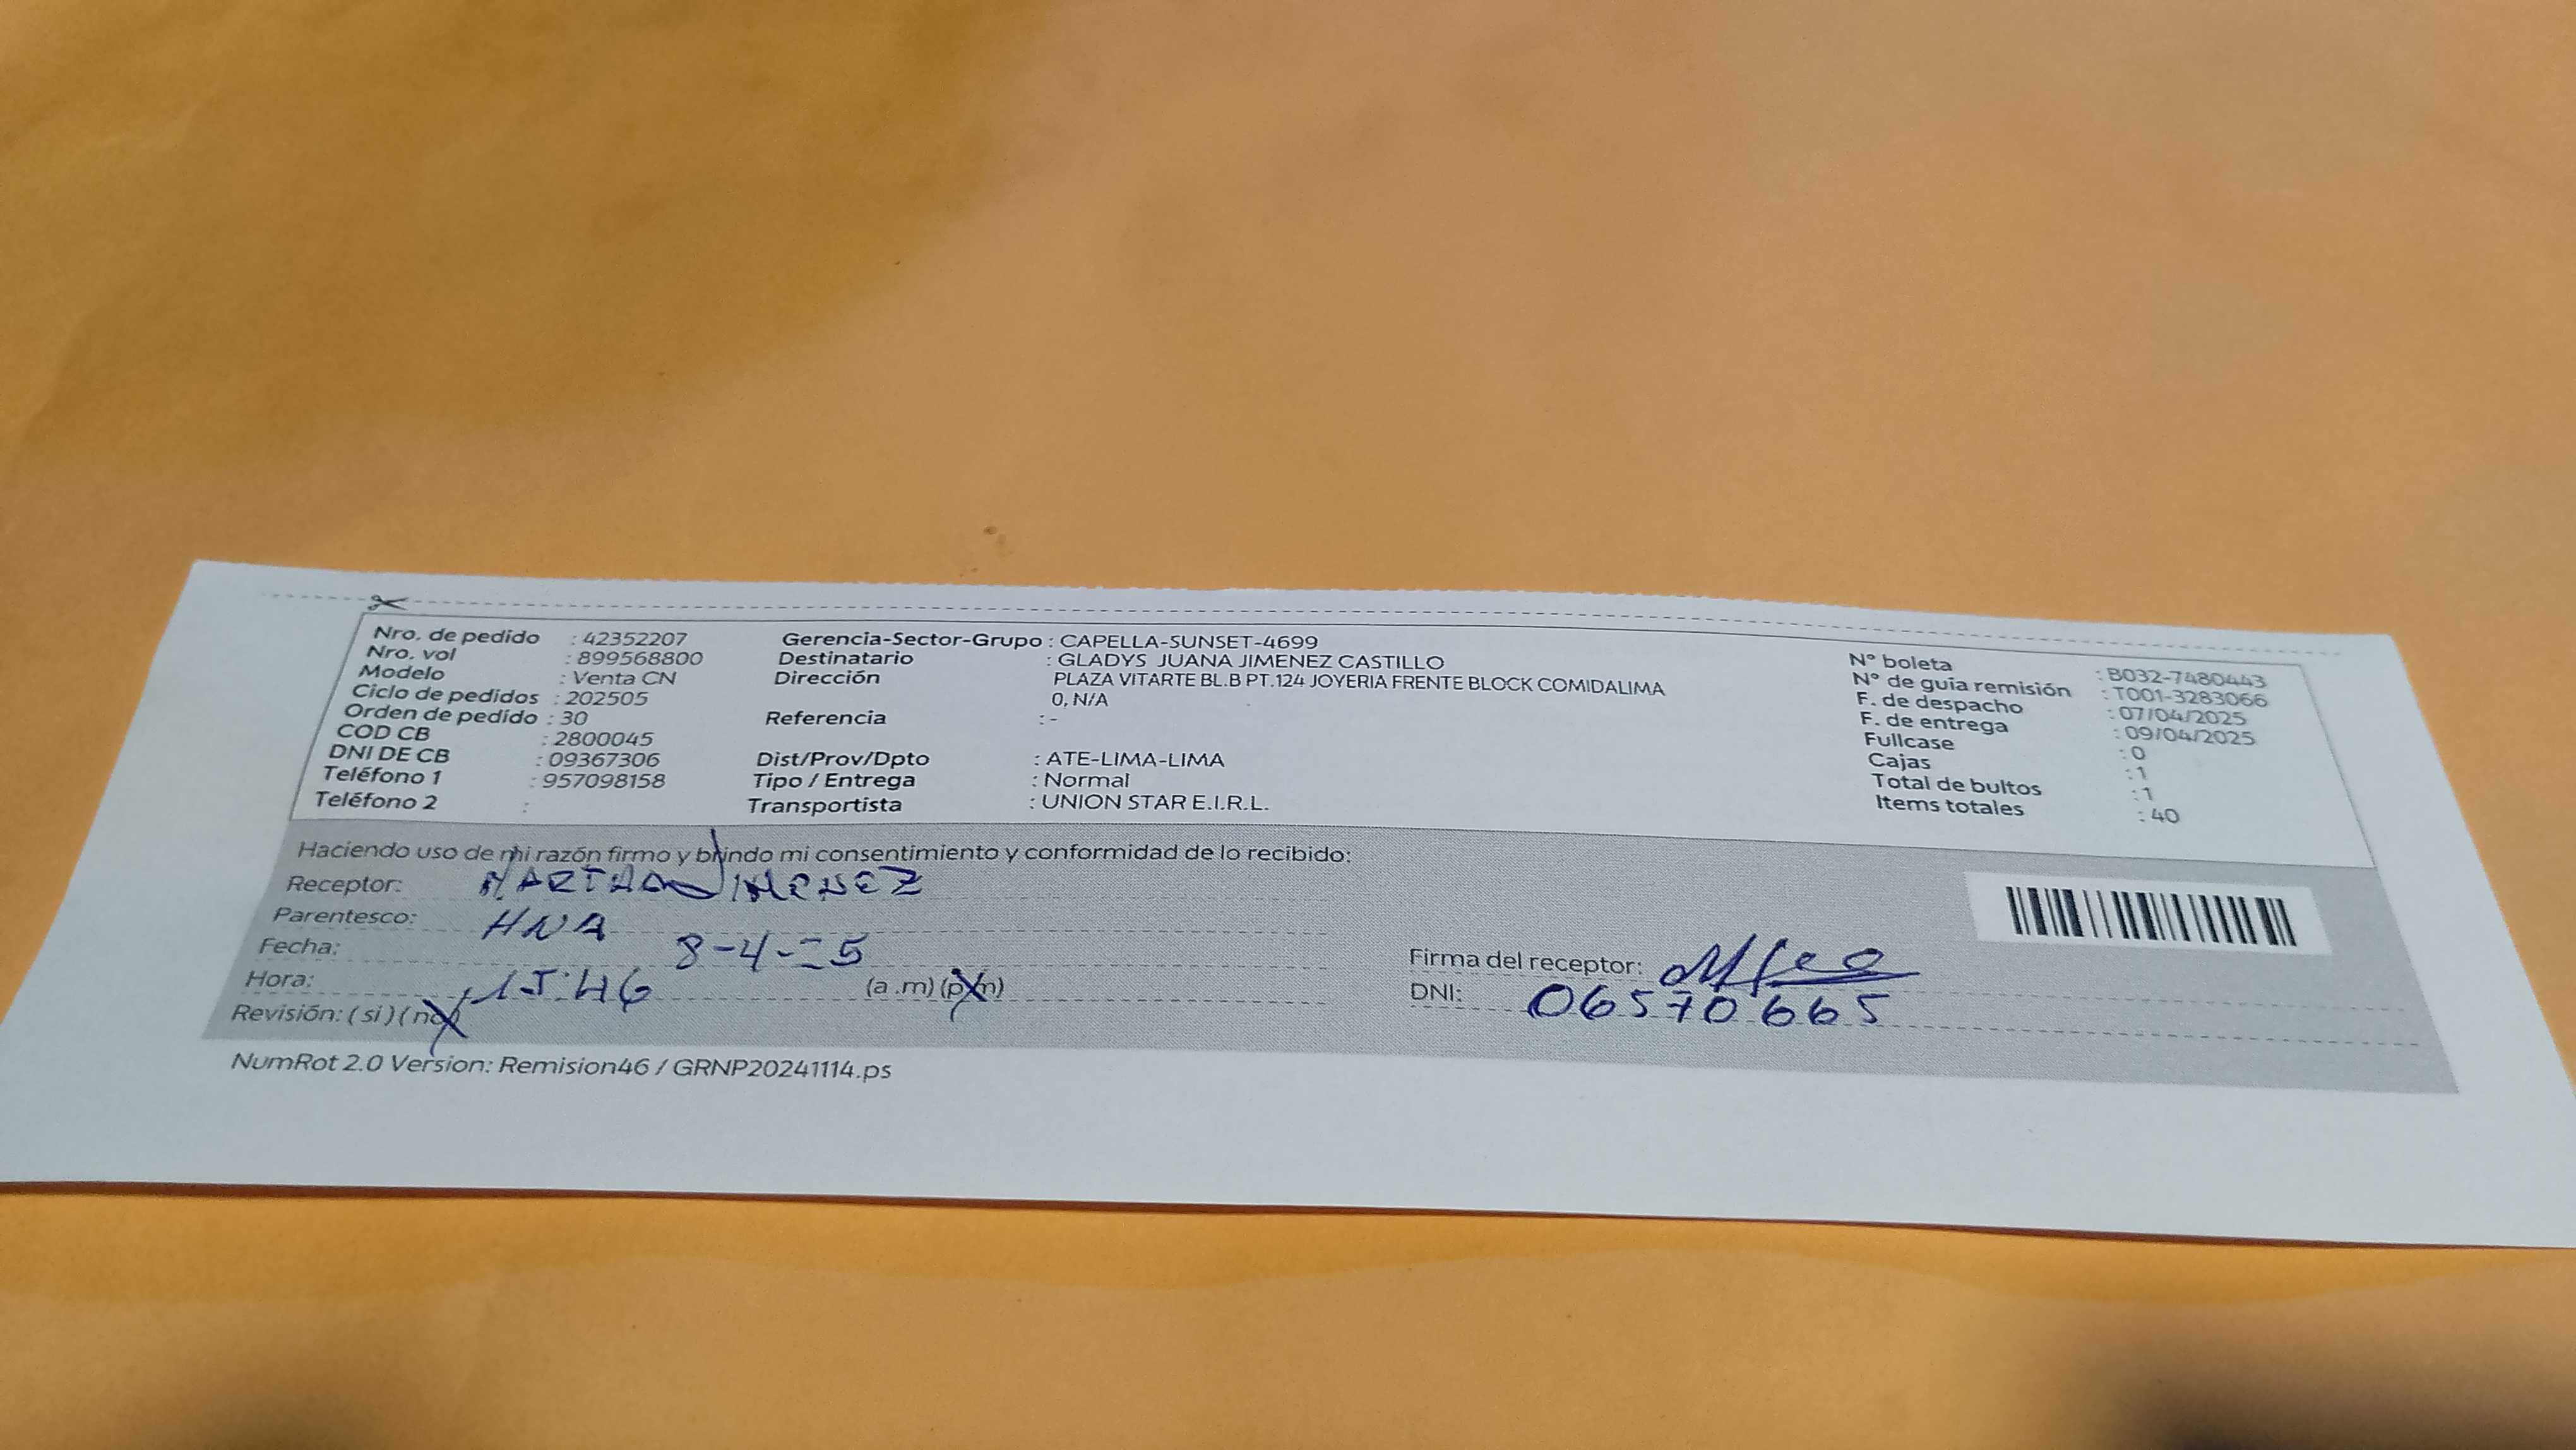 Nro. de pedido : 42352207
Nro. vol : 899568800
Modelo : Venta CN
Ciclo de pedidos : 202505
Orden de pedido : 30
COD CB : 2800045
DNI DE CB : 09367306
Teléfono 1 : 957098158
Teléfono 2 :
Gerencia-Sector-Grupo : CAPELLA-SUNSET-4699
Destinatario : GLADYS JUANA JIMENEZ CASTILLO
Dirección PLAZA VITARTE BL.B PT.124 JOYERIA FRENTE BLOCK COMIDALIMA
0, N/A
Referencia : -
Dist/Prov/Dpto : ATE-LIMA-LIMA
Tipo / Entrega : Normal
Transportista : UNION STAR E.I.R.L.
N° boleta : B032-7480443
N° de guia remisión : T001-3283066
F. de despacho : 07/04/2025
F. de entrega : 09/04/2025
Fullcase : 0
Cajas : 1
Total de bultos : 1
Items totales : 40
Haciendo uso de mi razón firmo y brindo mi consentimiento y conformidad de lo recibido:
Receptor: MARTHA JIMENEZ
Parentesco: HNA
Fecha: 8-4-25
Hora: 15:46 (a .m) (p.m)
Revisión: ( si ) ( no )
Firma del receptor:
DNI: 06570665
NumRot 2.0 Version: Remision46 / GRNP20241114.ps